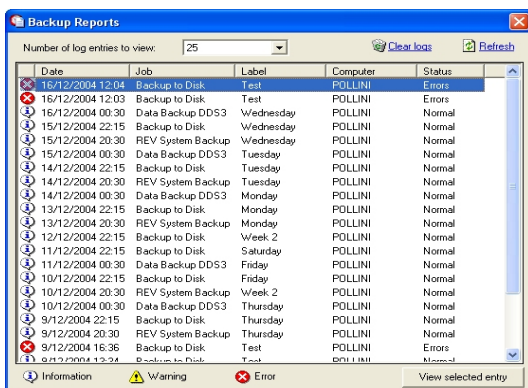 Backup Reports
Number of log entries to view: 25 Clear logs Refresh
Date Job Label Computer Status
16/12/2004 12:04 Backup to Disk Test POLLINI Errors
16/12/2004 12:03 Backup to Disk Test POLLINI Errors
16/12/2004 00:30 Data Backup DDS3 Wednesday POLLINI Normal
15/12/2004 22:15 Backup to Disk Wednesday POLLINI Normal
15/12/2004 20:30 REV System Backup Wednesday POLLINI Normal
15/12/2004 00:30 Data Backup DDS3 Tuesday POLLINI Normal
14/12/2004 22:15 Backup to Disk Tuesday POLLINI Normal
14/12/2004 20:30 REV System Backup Tuesday POLLINI Normal
14/12/2004 00:30 Data Backup DDS3 Monday POLLINI Normal
13/12/2004 22:15 Backup to Disk Monday POLLINI Normal
13/12/2004 20:30 REV System Backup Monday POLLINI Normal
12/12/2004 22:15 Backup to Disk Week 2 POLLINI Normal
11/12/2004 22:15 Backup to Disk Saturday POLLINI Normal
11/12/2004 00:30 Data Backup DDS3 Friday POLLINI Normal
10/12/2004 22:15 Backup to Disk Friday POLLINI Normal
10/12/2004 20:30 REV System Backup Week 2 POLLINI Normal
10/12/2004 00:30 Data Backup DDS3 Thursday POLLINI Normal
9/12/2004 22:15 Backup to Disk Thursday POLLINI Normal
9/12/2004 20:30 REV System Backup Thursday POLLINI Normal
9/12/2004 16:36 Backup to Disk Test POLLINI Errors
Backup to Disk Test POLLINI Normal
Information Warning Error View selected entry